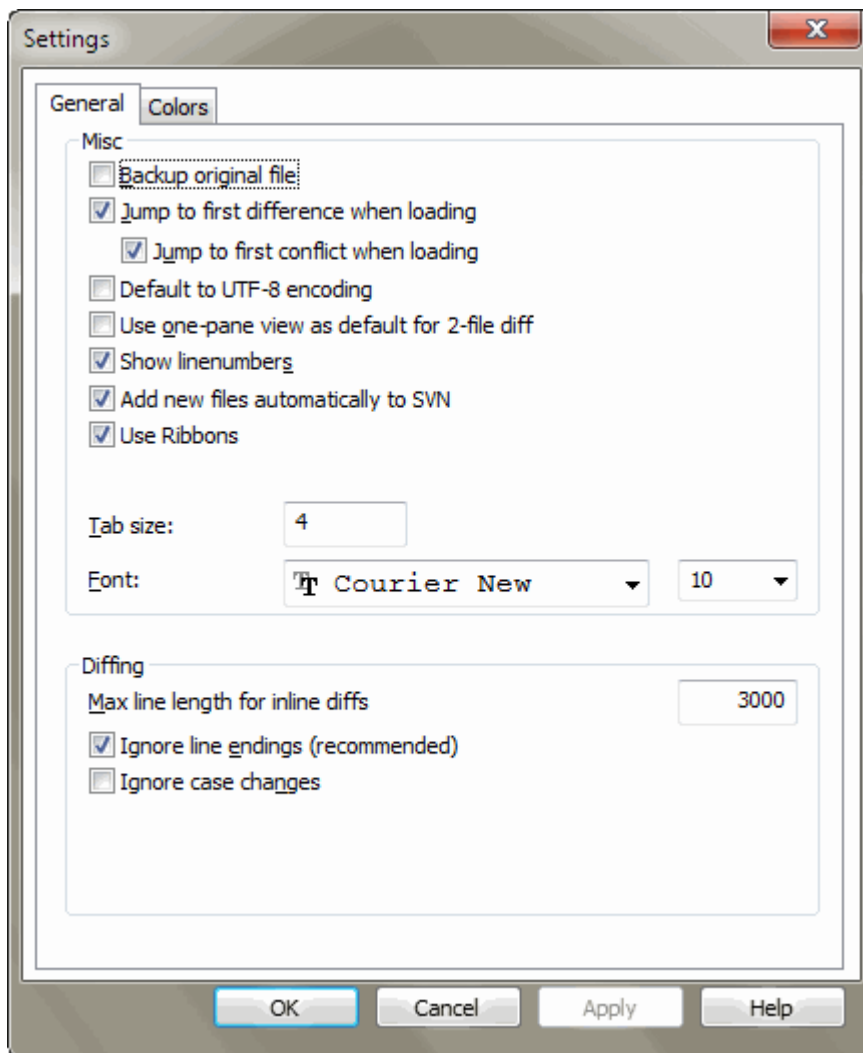 Settings
General Colors
Misc
Backup original file
Jump to first difference when loading
Jump to first conflict when loading
Default to UTF-8 encoding
Use one-pane view as default for 2-file diff
Show linenumbers
Add new files automatically to SVN
Use Ribbons
Tab size: 4
Font: Courier New 10
Diffing
Max line length for inline diffs 3000
Ignore line endings (recommended)
Ignore case changes
OK Cancel Apply Help